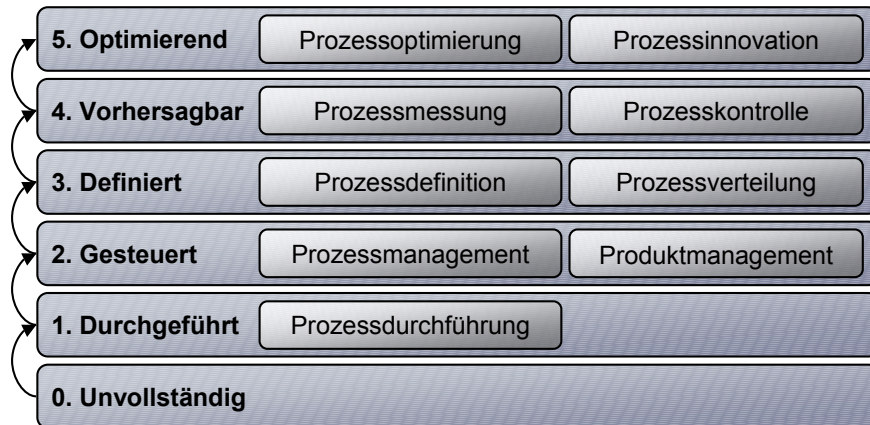 5. Optimierend Prozessoptimierung Prozessinnovation
4. Vorhersagbar Prozessmessung Prozesskontrolle
3. Definiert Prozessdefinition Prozessverteilung
2. Gesteuert Prozessmanagement Produktmanagement
1. Durchgeführt Prozessdurchführung
0. Unvollständig